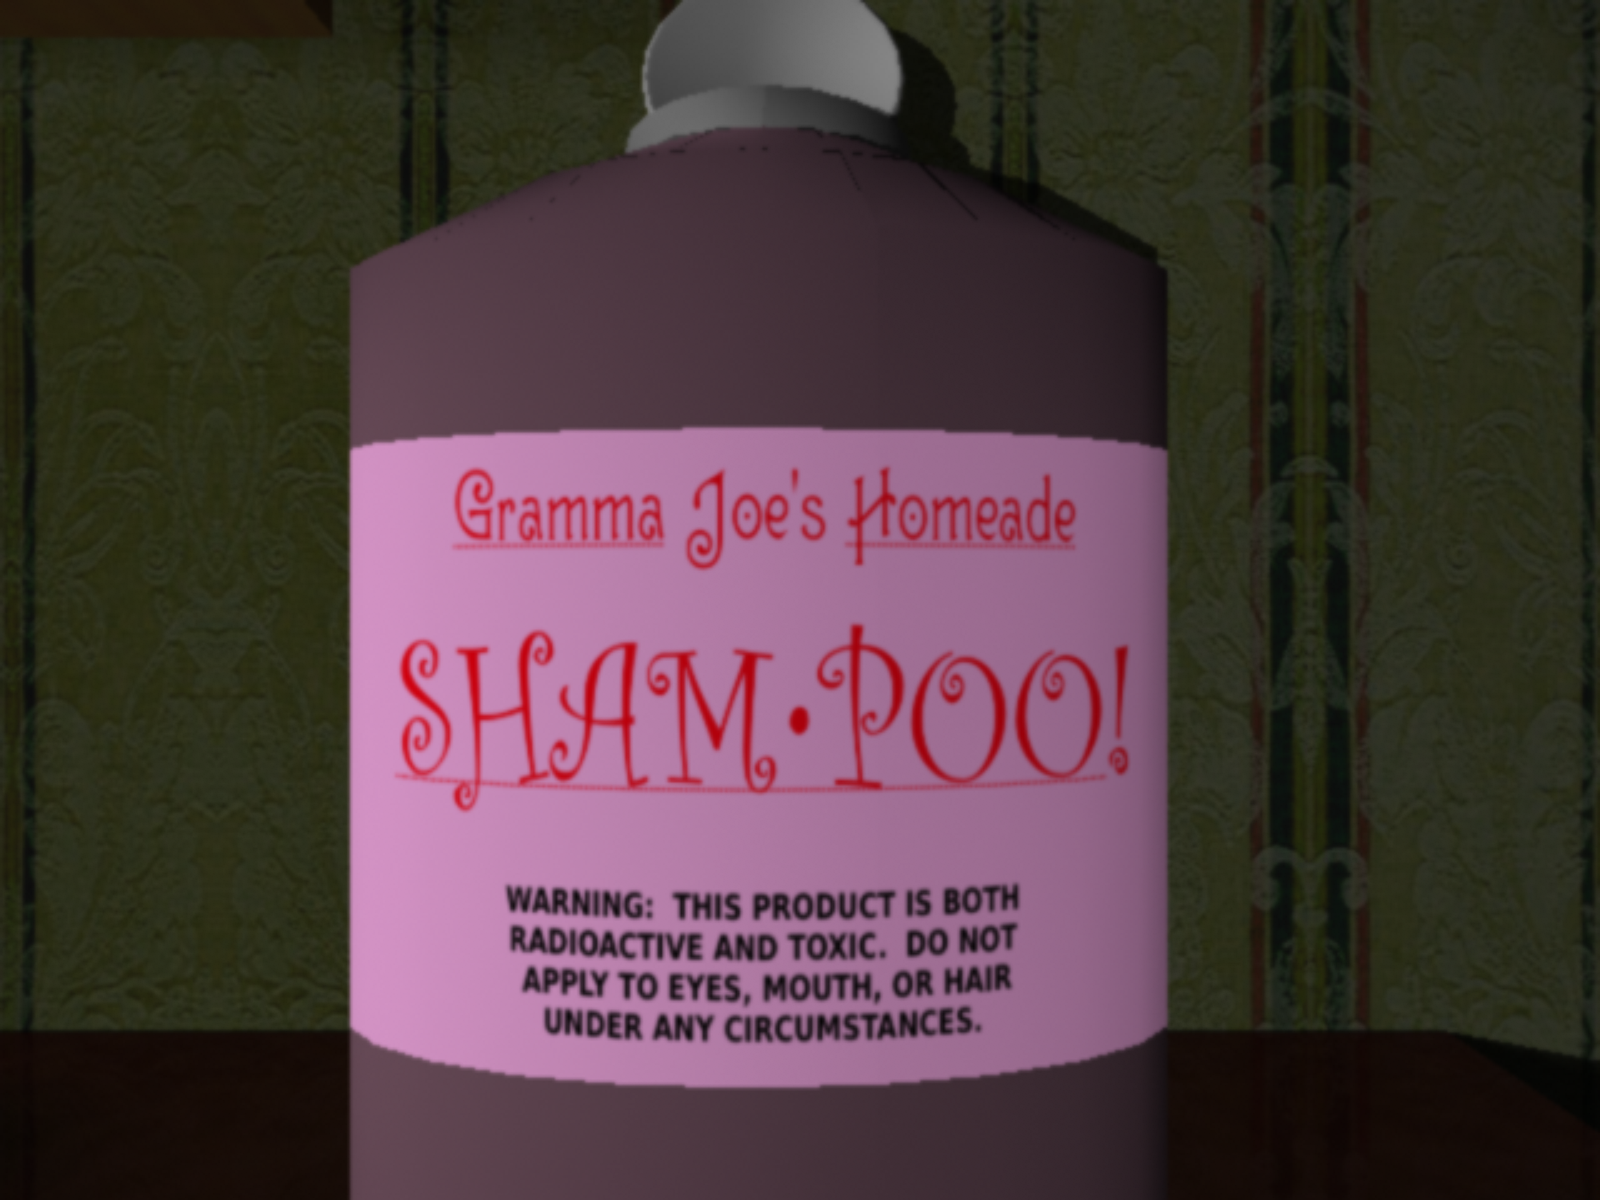 Gramma Joe's Homeade
SHAM•POO!
WARNING: THIS PRODUCT IS BOTH
RADIOACTIVE AND TOXIC. DO NOT
APPLY TO EYES, MOUTH, OR HAIR
UNDER ANY CIRCUMSTANCES.